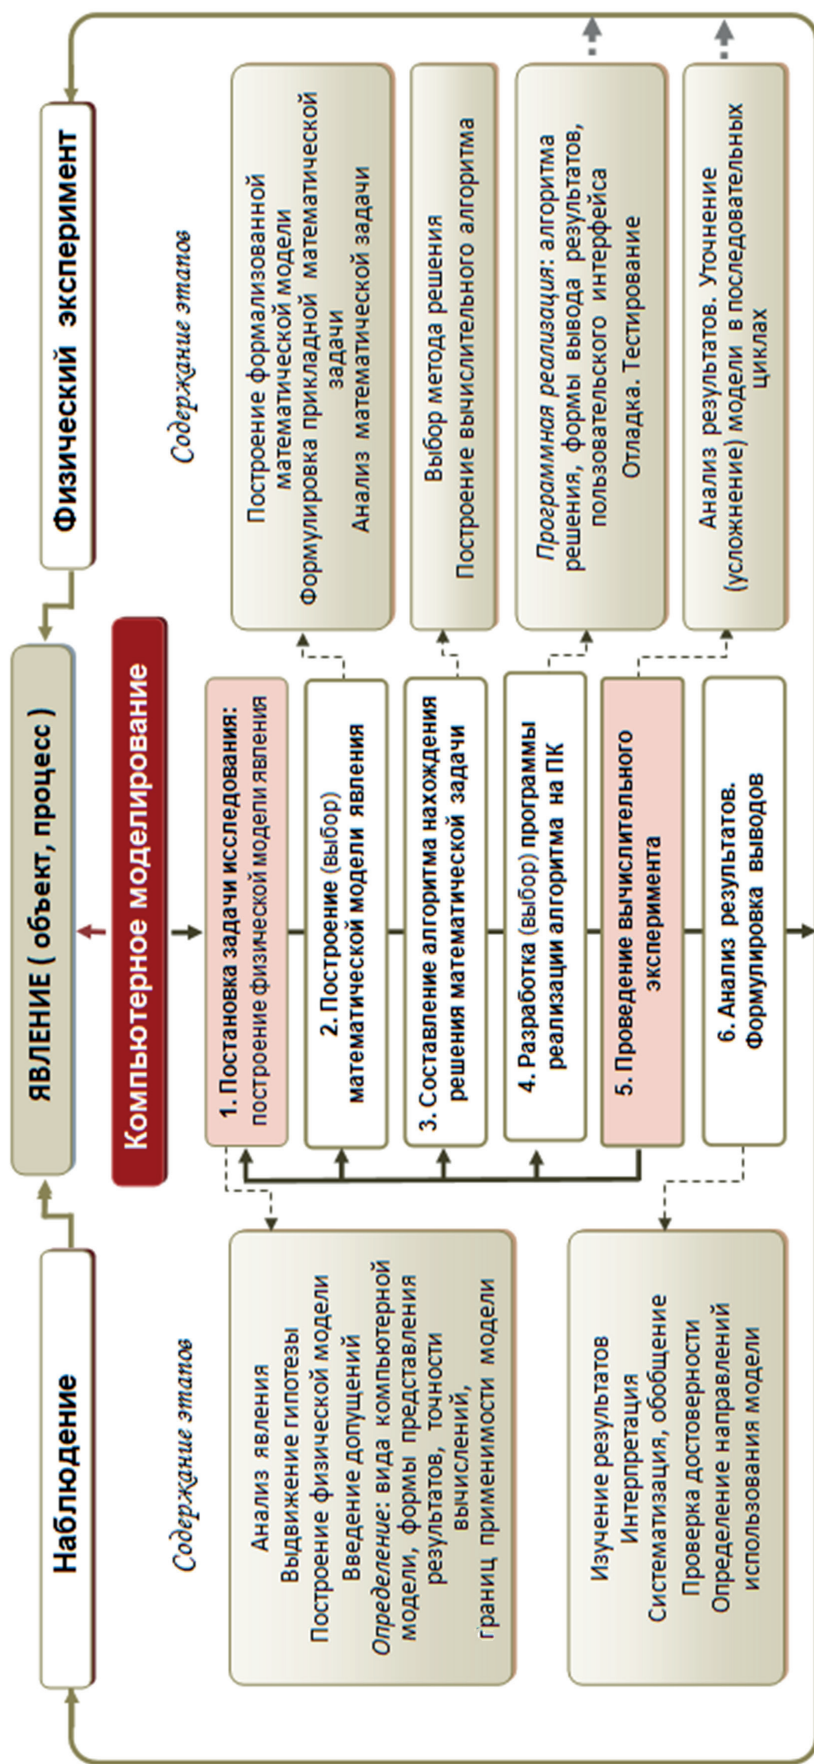 ЯВЛЕНИЕ ( объект, процесс )
Наблюдение
Физический эксперимент
Компьютерное моделирование
Содержание этапов
Содержание этапов
1. Постановка задачи исследования:
построение физической модели явления
2. Построение (выбор)
математической модели явления
3. Составление алгоритма нахождения
решения математической задачи
4. Разработка (выбор) программы
реализации алгоритма на ПК
5. Проведение вычислительного
эксперимента
6. Анализ результатов.
Формулировка выводов
Анализ явления
Выдвижение гипотезы
Построение физической модели
Введение допущений
Определение: вида компьютерной
модели, формы представления
результатов, точности
вычислений,
границ применимости модели
Изучение результатов
Интерпретация
Систематизация, обобщение
Проверка достоверности
Определение направлений
использования модели
Построение формализованной
математической модели
Формулировка прикладной математической
задачи
Анализ математической задачи
Выбор метода решения
Построение вычислительного алгоритма
Программная реализация: алгоритма
решения, формы вывода результатов,
пользовательского интерфейса
Отладка. Тестирование
Анализ результатов. Уточнение
(усложнение) модели в последовательных
циклах